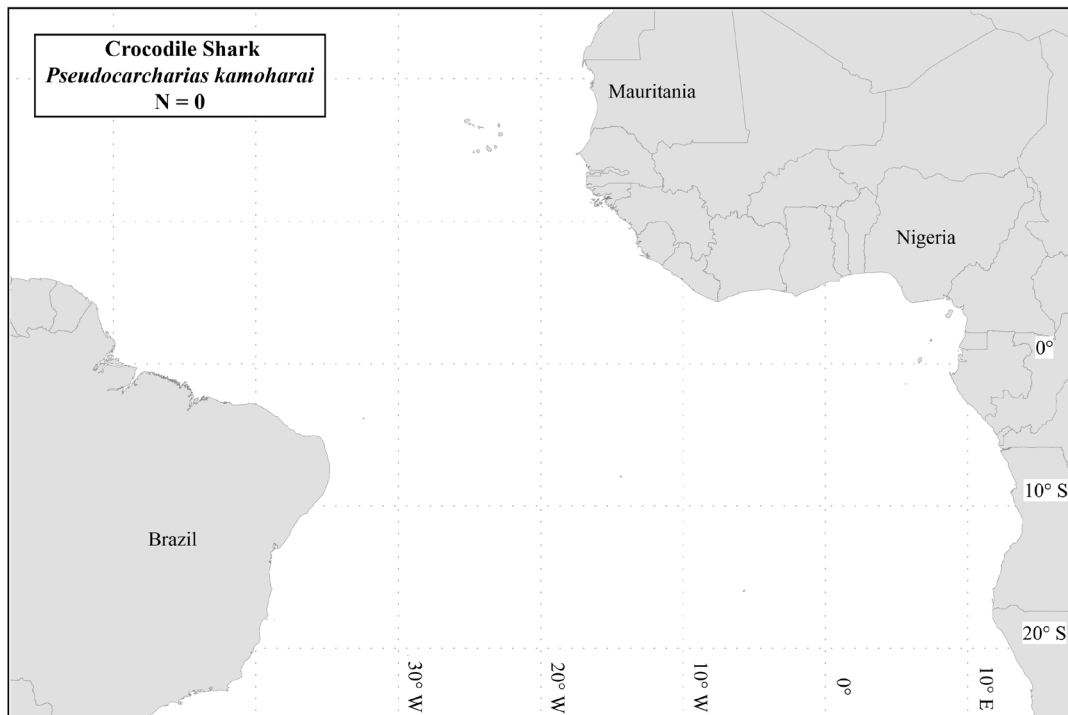 Crocodile Shark
Pseudocarcharias kamoharai
N = 0
Mauritania
Nigeria
0°
10° S
Brazil
20° S
30° W
20° W
10° W
0°
10° E